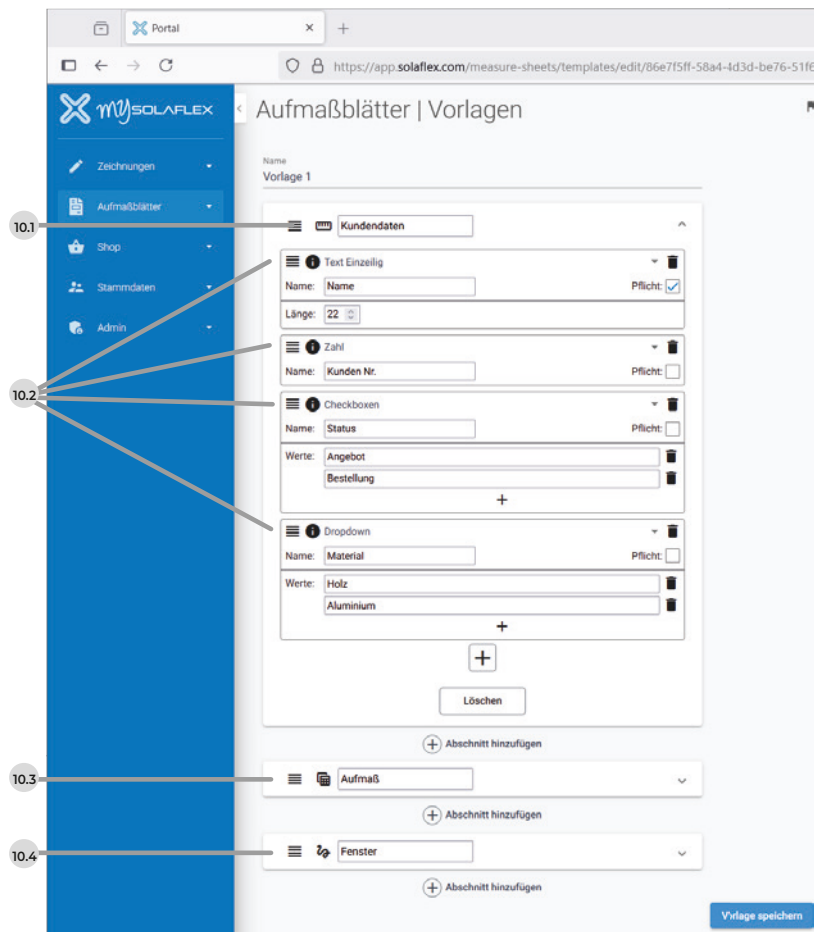 Portal
https://app.solaflex.com/measure-sheets/templates/edit/86e7f5ff-58a4-4d3d-be76-51f6
mySOLAFLEX
Aufmaßblätter | Vorlagen
Zeichnungen
Aufmaßblätter
Shop
Stammdaten
Admin
Name
Vorlage 1
10.1
Kundendaten
Text Einzeilig
Name: Name Pflicht:
Länge: 22
Zahl
Name: Kunden Nr. Pflicht:
10.2
Checkboxen
Name: Status Pflicht:
Werte: Angebot
Bestellung
Dropdown
Name: Material Pflicht:
Werte: Holz
Aluminium
Löschen
Abschnitt hinzufügen
10.3
Aufmaß
Abschnitt hinzufügen
10.4
Fenster
Abschnitt hinzufügen
Vorlage speichern